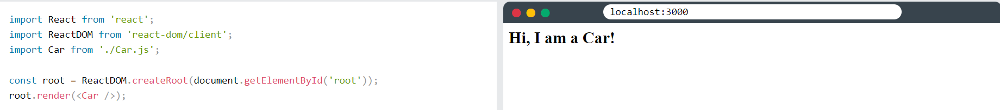 import React from 'react';
import ReactDOM from 'react-dom/client';
import Car from './Car.js';
const root = ReactDOM.createRoot(document.getElementById('root'));
root.render(<Car />);
localhost:3000
Hi, I am a Car!